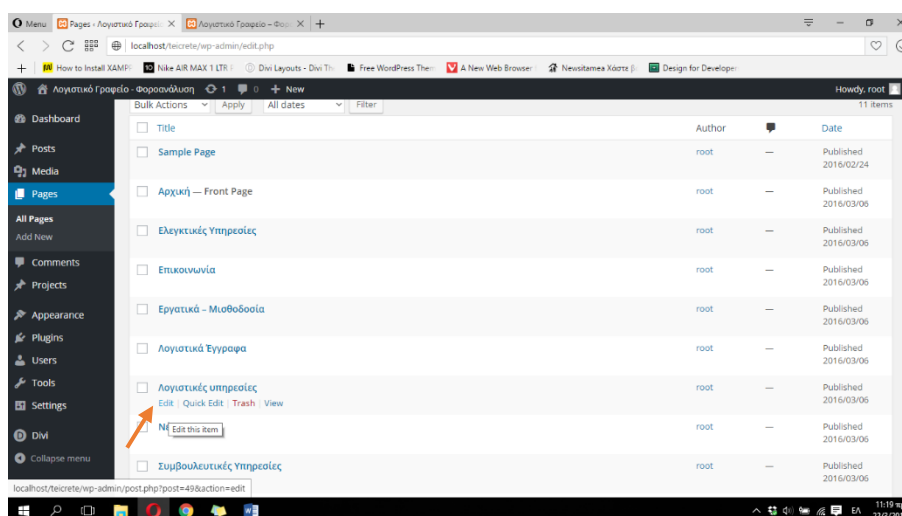 Menu Pages ‹ Λογιστικό Γραφείο Λογιστικό Γραφείο – Φορο
localhost/teicrete/wp-admin/edit.php
How to Install XAMP Nike AIR MAX 1 LTR Divi Layouts - Divi Th Free WordPress Them A New Web Browser Newsitamea Χάστε β Design for Developer
Λογιστικό Γραφείο - Φοροανάλυση 1 0 New Howdy, root
Bulk Actions Apply All dates Filter 11 items
Dashboard
Posts
Media
Pages
All Pages
Add New
Comments
Projects
Appearance
Plugins
Users
Tools
Settings
Divi
Collapse menu
Title Author Date
Sample Page root — Published
2016/02/24
Αρχική — Front Page root — Published
2016/03/06
Ελεγκτικές Υπηρεσίες root — Published
2016/03/06
Επικοινωνία root — Published
2016/03/06
Εργατικά – Μισθοδοσία root — Published
2016/03/06
Λογιστικά Έγγραφα root — Published
2016/03/06
Λογιστικές υπηρεσίες root — Published
Edit | Quick Edit | Trash | View 2016/03/06
Edit this item
root — Published
2016/03/06
Συμβουλευτικές Υπηρεσίες root — Published
2016/03/06
localhost/teicrete/wp-admin/post.php?post=49&action=edit
ΕΛ 11:19